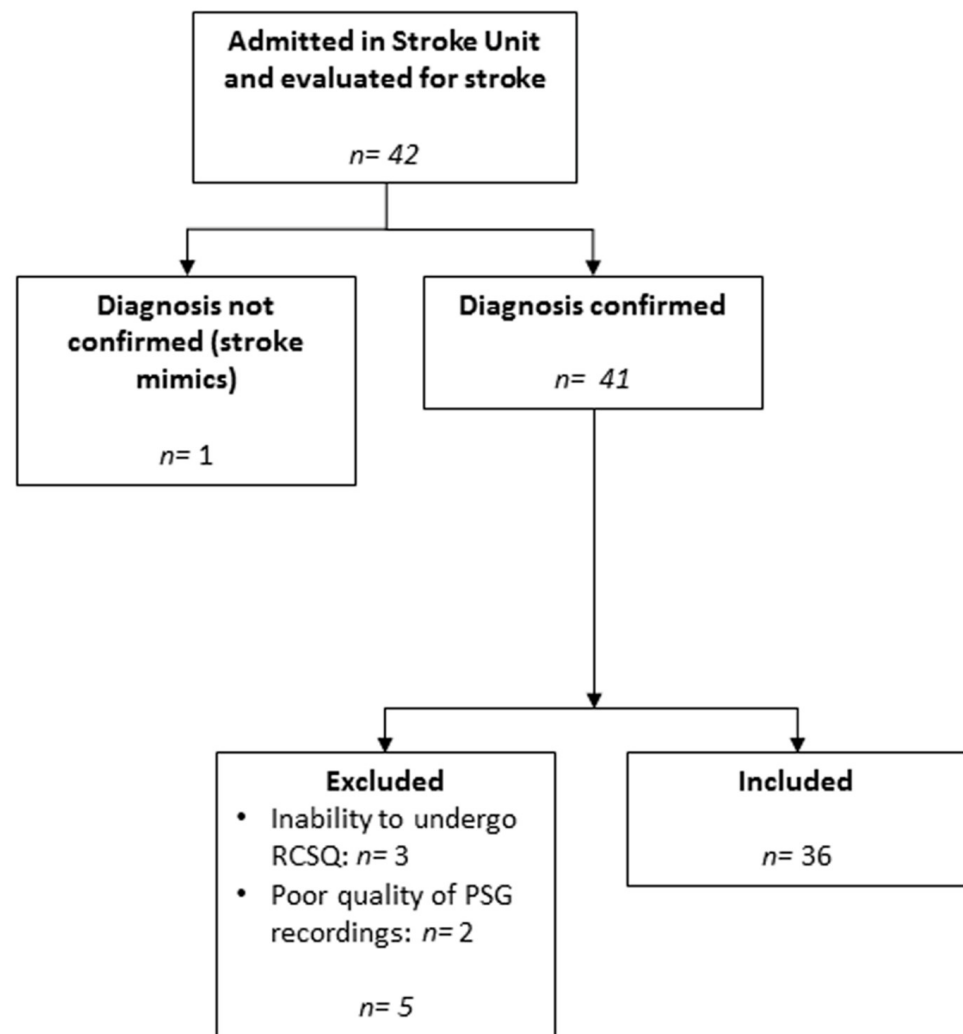 Admitted in Stroke Unit
and evaluated for stroke
n= 42
Diagnosis not
confirmed (stroke
mimics)
n= 1
Diagnosis confirmed
n= 41
Excluded
• Inability to undergo
RCSQ: n= 3
• Poor quality of PSG
recordings: n= 2
n= 5
Included
n= 36